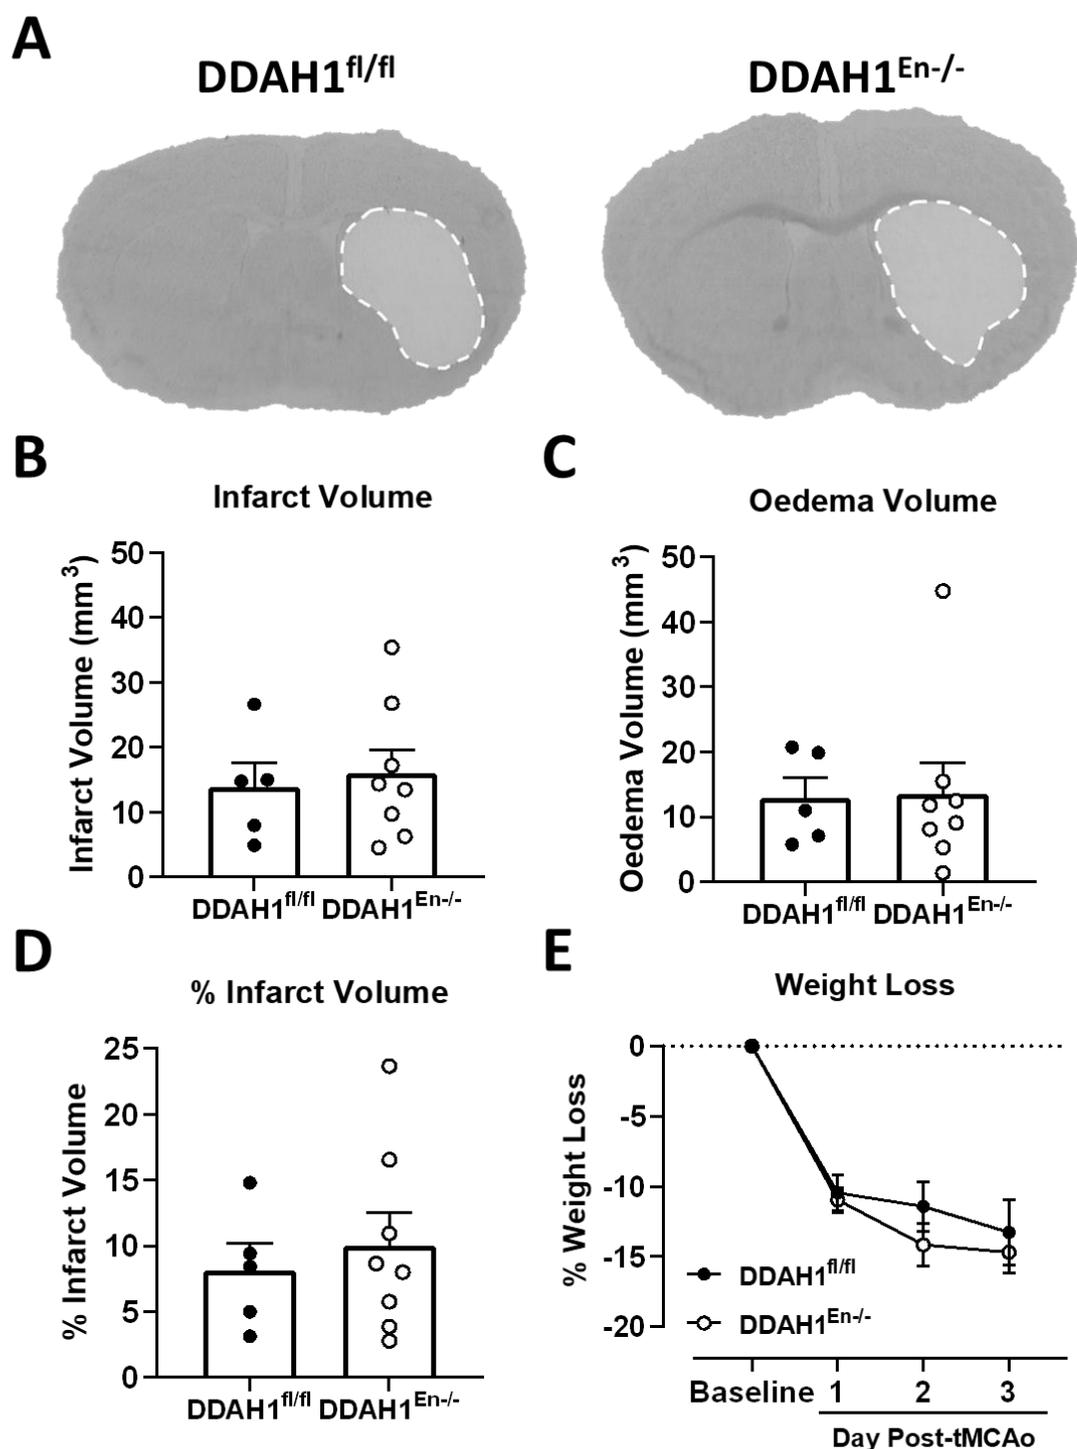 A
DDAH1fl/fl
DDAH1En-/-
B
Infarct Volume
Infarct Volume (mm3)
50
40
30
20
10
0
DDAH1fl/fl DDAH1En-/-
C
Oedema Volume
Oedema Volume (mm3)
50
40
30
20
10
0
DDAH1fl/fl DDAH1En-/-
D
% Infarct Volume
% Infarct Volume
25
20
15
10
5
0
DDAH1fl/fl DDAH1En-/-
E
Weight Loss
% Weight Loss
0
-5
-10
-15
-20
DDAH1fl/fl
DDAH1En-/-
Baseline 1 2 3
Day Post-tMCAo